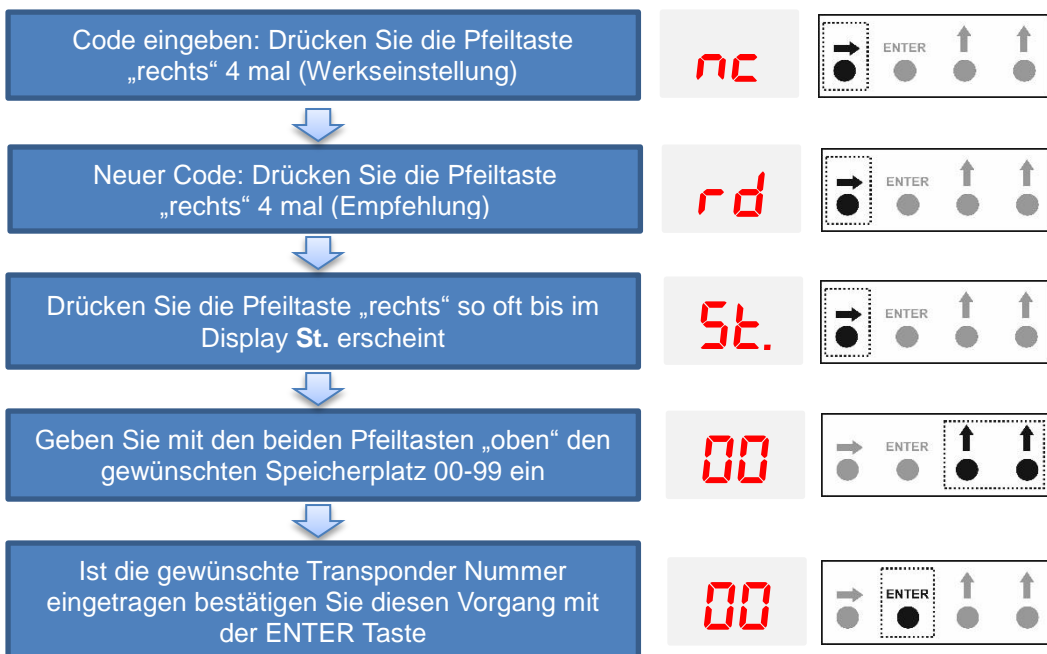 Code eingeben: Drücken Sie die Pfeiltaste
„rechts“ 4 mal (Werkseinstellung)
nc
ENTER
Neuer Code: Drücken Sie die Pfeiltaste
„rechts“ 4 mal (Empfehlung)
rd
ENTER
Drücken Sie die Pfeiltaste „rechts“ so oft bis im
Display St. erscheint
St.
ENTER
Geben Sie mit den beiden Pfeiltasten „oben“ den
gewünschten Speicherplatz 00-99 ein
00
ENTER
Ist die gewünschte Transponder Nummer
eingetragen bestätigen Sie diesen Vorgang mit
der ENTER Taste
00
ENTER